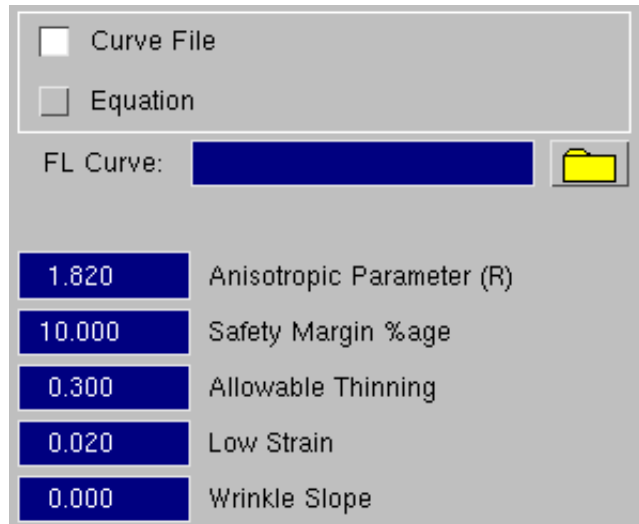 Curve File
Equation
FL Curve:
1.820 Anisotropic Parameter (R)
10.000 Safety Margin %age
0.300 Allowable Thinning
0.020 Low Strain
0.000 Wrinkle Slope